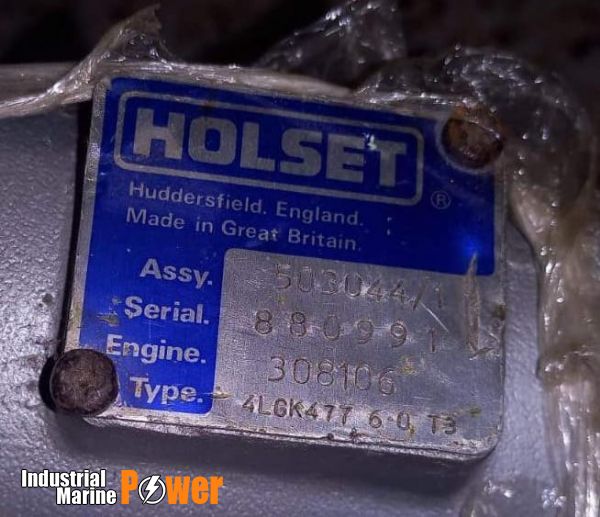 HOLSET
®
Huddersfield. England.
Made in Great Britain.
Assy. 503044/1
Serial. 880991
Engine. 308106
Type. 4LGK477 6·0 T3
Industrial
Marine Power